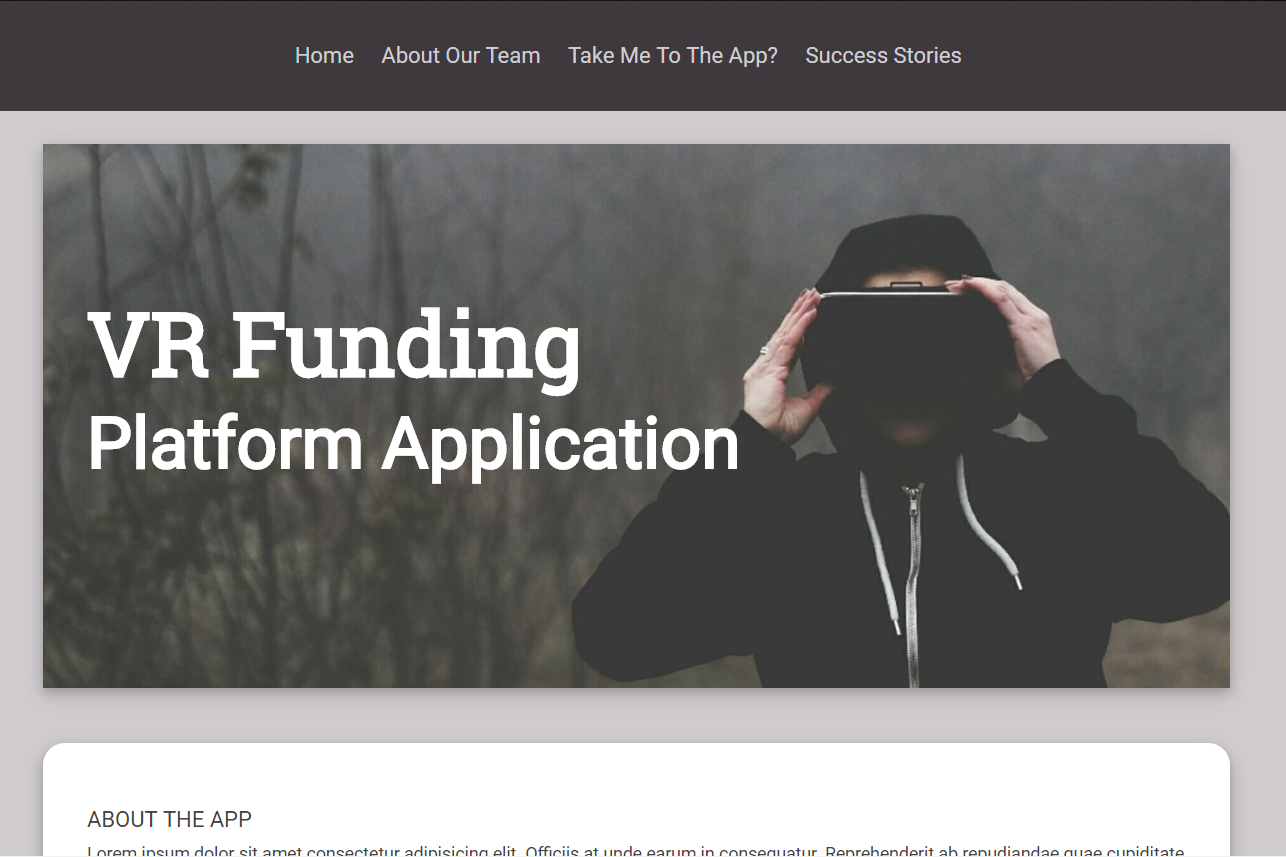 Home About Our Team Take Me To The App? Success Stories
VR Funding
Platform Application
ABOUT THE APP
Lorem ipsum dolor sit amet consectetur adipisicing elit. Officiis at unde earum in consequatur. Reprehenderit ab repudiandae quae cupiditate